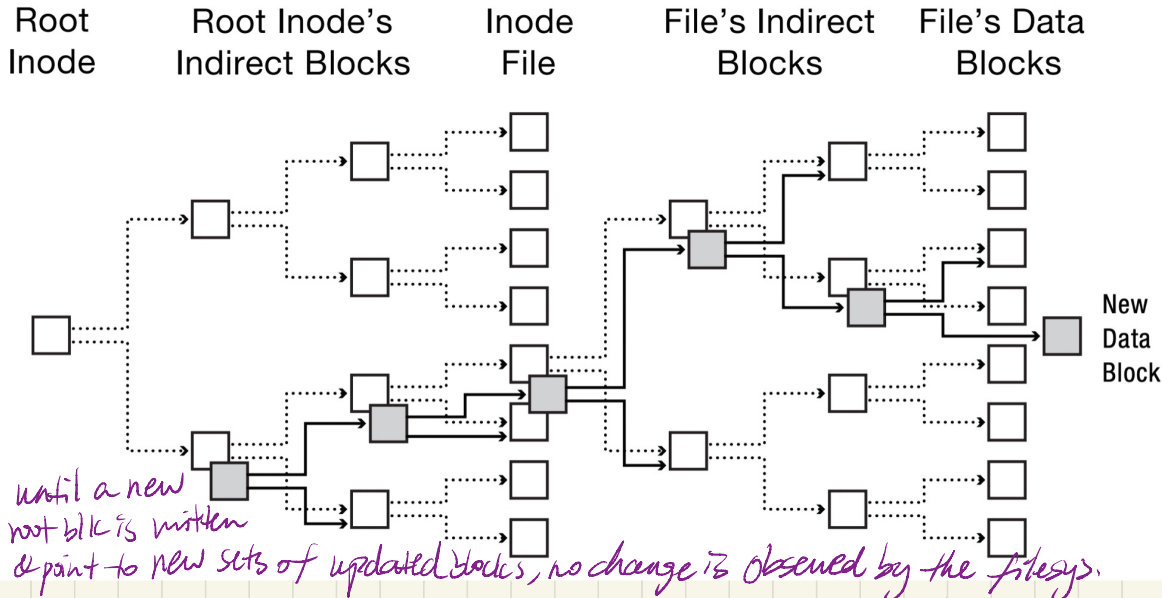 Root Inode
Root Inode's Indirect Blocks
Inode File
File's Indirect Blocks
File's Data Blocks
New
Data
Block
until a new
root blk is written
& point to new sets of updated blocks, no change is observed by the filesys.